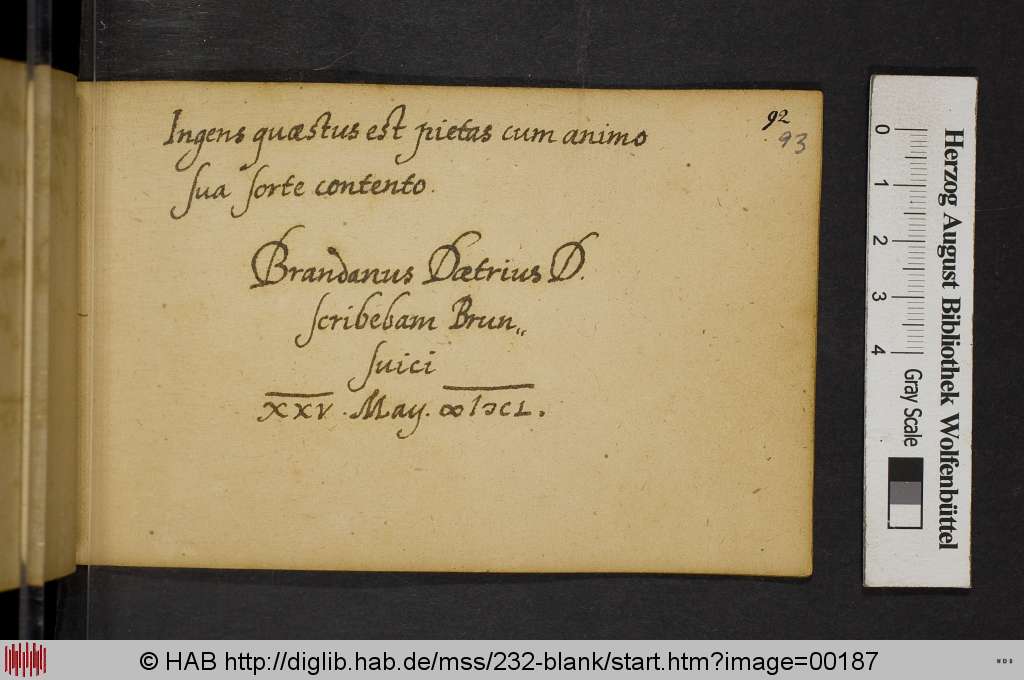 Ingens quæstus est pietas cum animo
sua sorte contento.
Brandanus Dætrius D.
scribebam Brun„
suici
XXV. May. ∞IↃCL.
92
93
0 1 2 3 4
Gray Scale
Herzog August Bibliothek Wolfenbüttel
© HAB http://diglib.hab.de/mss/232-blank/start.htm?image=00187